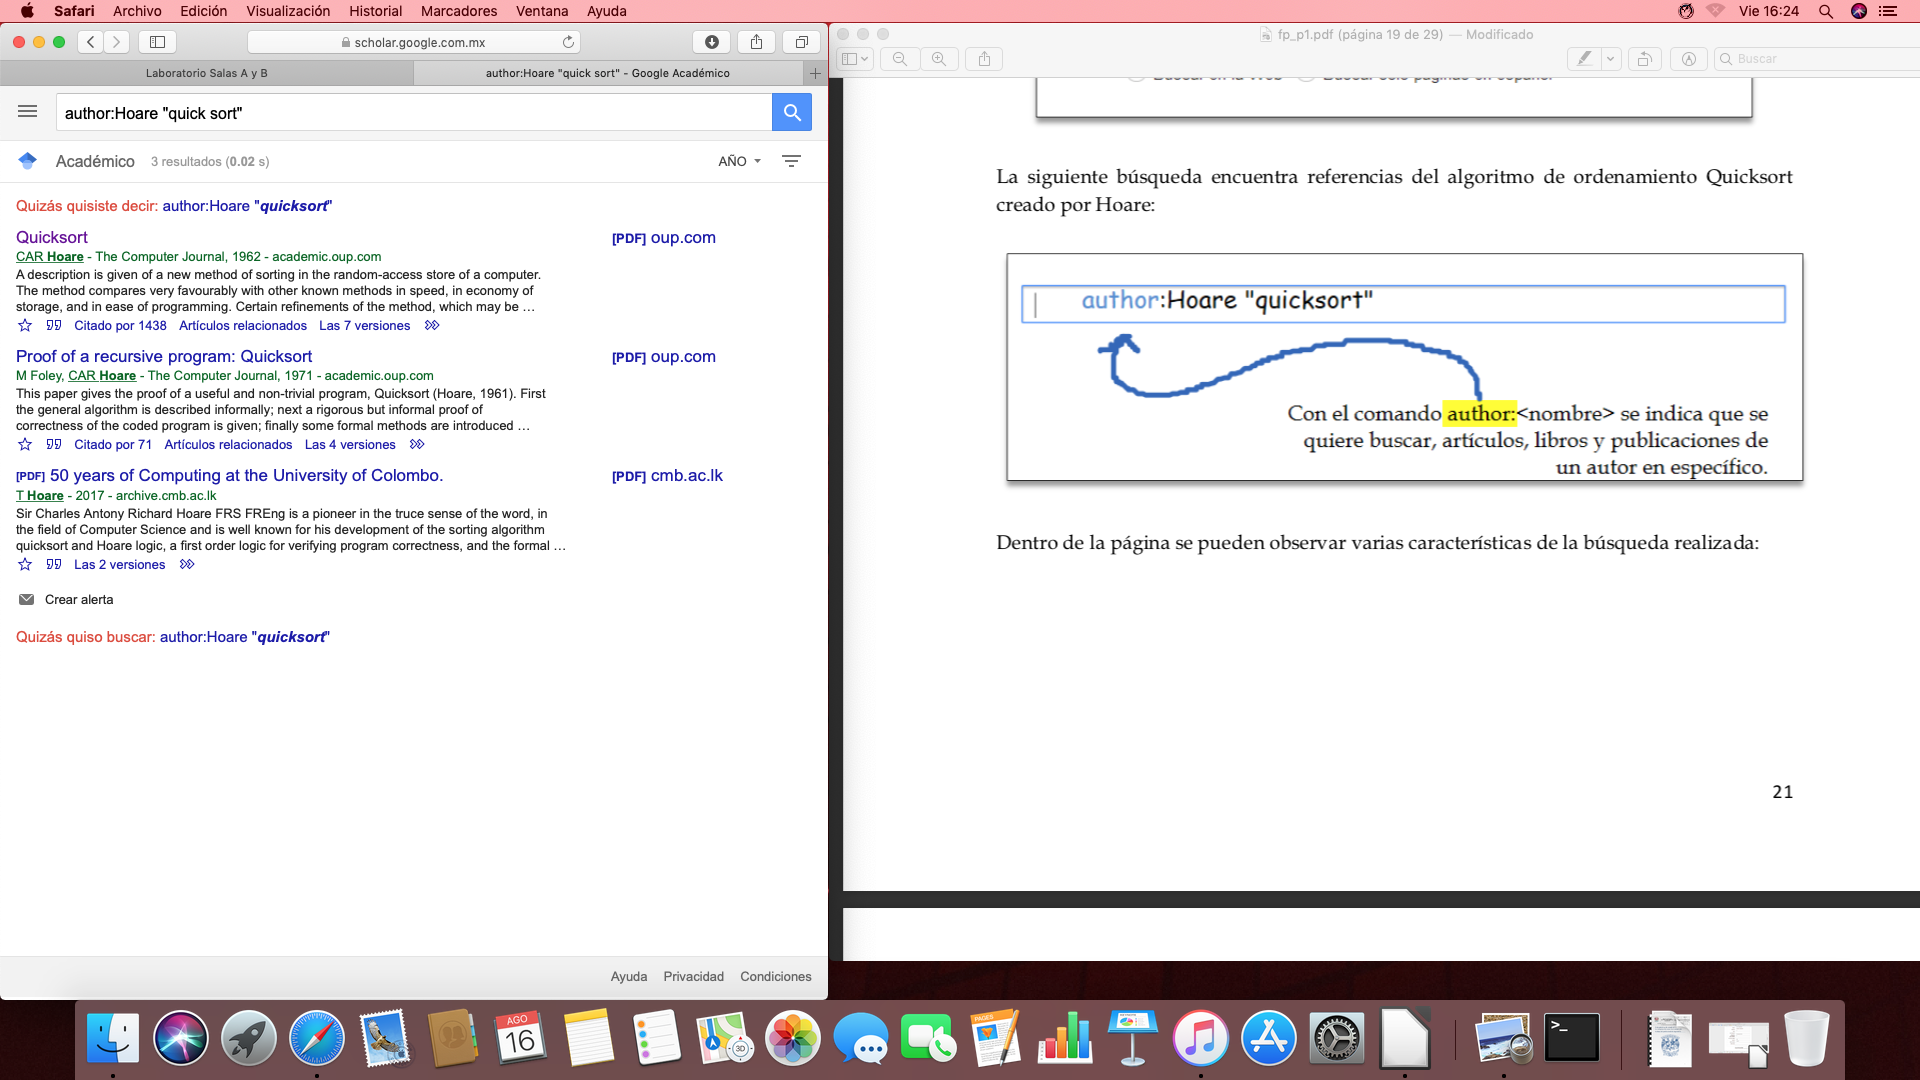 Safari Archivo Edición Visualización Historial Marcadores Ventana Ayuda
Vie 16:24
scholar.google.com.mx
Laboratorio Salas A y B
author:Hoare "quick sort" - Google Académico
author:Hoare "quick sort"
Académico 3 resultados (0.02 s)
AÑO
Quizás quisiste decir: author:Hoare "quicksort"
Quicksort
[PDF] oup.com
CAR Hoare - The Computer Journal, 1962 - academic.oup.com
A description is given of a new method of sorting in the random-access store of a computer.
The method compares very favourably with other known methods in speed, in economy of
storage, and in ease of programming. Certain refinements of the method, which may be …
Citado por 1438 Artículos relacionados Las 7 versiones
Proof of a recursive program: Quicksort
[PDF] oup.com
M Foley, CAR Hoare - The Computer Journal, 1971 - academic.oup.com
This paper gives the proof of a useful and non-trivial program, Quicksort (Hoare, 1961). First
the general algorithm is described informally; next a rigorous but informal proof of
correctness of the coded program is given; finally some formal methods are introduced …
Citado por 71 Artículos relacionados Las 4 versiones
[PDF] 50 years of Computing at the University of Colombo.
[PDF] cmb.ac.lk
T Hoare - 2017 - archive.cmb.ac.lk
Sir Charles Antony Richard Hoare FRS FREng is a pioneer in the truce sense of the word, in
the field of Computer Science and is well known for his development of the sorting algorithm
quicksort and Hoare logic, a first order logic for verifying program correctness, and the formal …
Las 2 versiones
Crear alerta
Quizás quiso buscar: author:Hoare "quicksort"
Ayuda Privacidad Condiciones
fp_p1.pdf (página 19 de 29) — Modificado
Buscar
Buscar en la Web Buscar sólo páginas en español
La siguiente búsqueda encuentra referencias del algoritmo de ordenamiento Quicksort
creado por Hoare:
author:Hoare "quicksort"
Con el comando author:<nombre> se indica que se
quiere buscar, artículos, libros y publicaciones de
un autor en específico.
Dentro de la página se pueden observar varias características de la búsqueda realizada:
21
AGO
16
PAGES